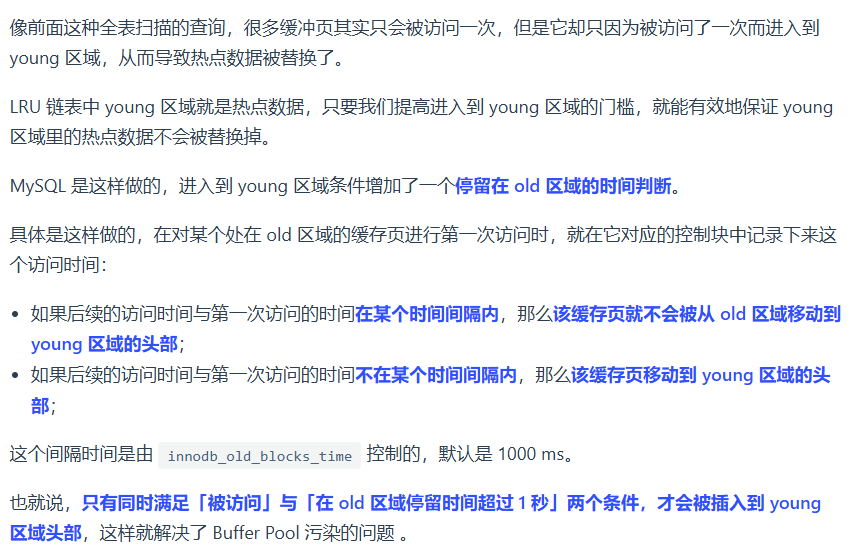 像前面这种全表扫描的查询，很多缓冲页其实只会被访问一次，但是它却只因为被访问了一次而进入到
young 区域，从而导致热点数据被替换了。
LRU 链表中 young 区域就是热点数据，只要我们提高进入到 young 区域的门槛，就能有效地保证 young
区域里的热点数据不会被替换掉。
MySQL 是这样做的，进入到 young 区域条件增加了一个停留在 old 区域的时间判断。
具体是这样做的，在对某个处在 old 区域的缓存页进行第一次访问时，就在它对应的控制块中记录下来这
个访问时间：
• 如果后续的访问时间与第一次访问的时间在某个时间间隔内，那么该缓存页就不会被从 old 区域移动到
young 区域的头部；
• 如果后续的访问时间与第一次访问的时间不在某个时间间隔内，那么该缓存页移动到 young 区域的头
部；
这个间隔时间是由 innodb_old_blocks_time 控制的，默认是 1000 ms。
也就说，只有同时满足「被访问」与「在 old 区域停留时间超过 1 秒」两个条件，才会被插入到 young
区域头部，这样就解决了 Buffer Pool 污染的问题 。